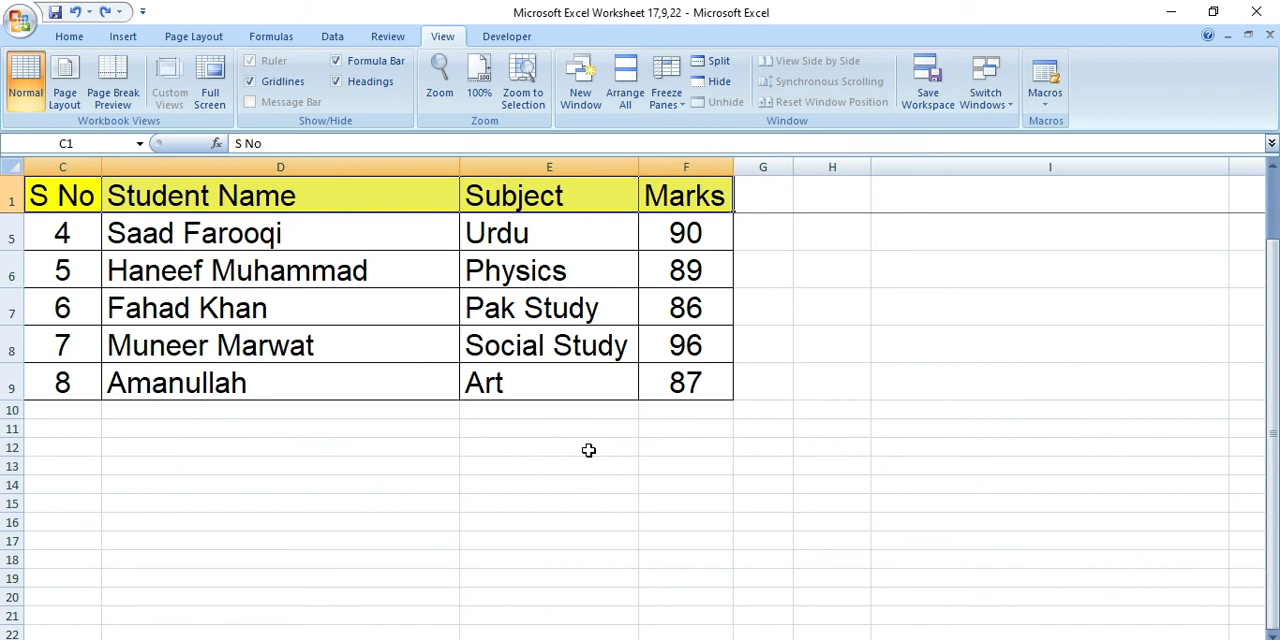 Microsoft Excel Worksheet 17,9,22 - Microsoft Excel
Home Insert Page Layout Formulas Data Review View Developer
Normal Page Layout Page Break Preview Custom Views Full Screen
Workbook Views
Ruler Formula Bar
Gridlines Headings
Message Bar
Show/Hide
Zoom 100% Zoom to Selection
Zoom
New Window Arrange All Freeze Panes
Split View Side by Side
Hide Synchronous Scrolling
Unhide Reset Window Position
Window
Save Workspace Switch Windows
Macros
Macros
C1 fx S No
C D E F G H I
1 S No Student Name Subject Marks
5 4 Saad Farooqi Urdu 90
6 5 Haneef Muhammad Physics 89
7 6 Fahad Khan Pak Study 86
8 7 Muneer Marwat Social Study 96
9 8 Amanullah Art 87
10
11
12
13
14
15
16
17
18
19
20
21
22